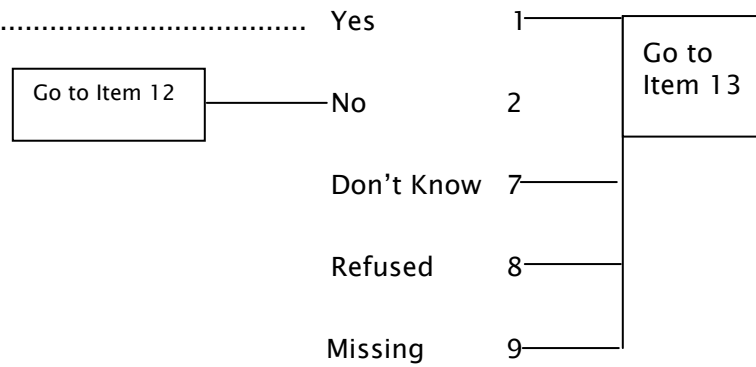 .................................... Yes 1
Go to
Item 13
Go to Item 12 No 2
Don't Know 7
Refused 8
Missing 9